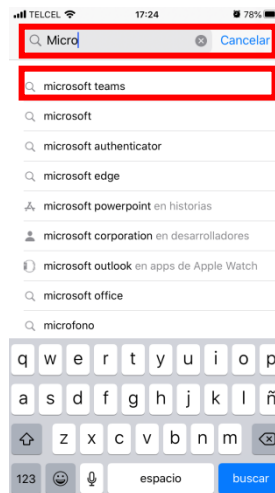 TELCEL 17:24 78%
Micro Cancelar
microsoft teams
microsoft
microsoft authenticator
microsoft edge
microsoft powerpoint en historias
microsoft corporation en desarrolladores
microsoft outlook en apps de Apple Watch
microsoft office
microfono
q w e r t y u i o p
a s d f g h j k l ñ
z x c v b n m
123 espacio buscar